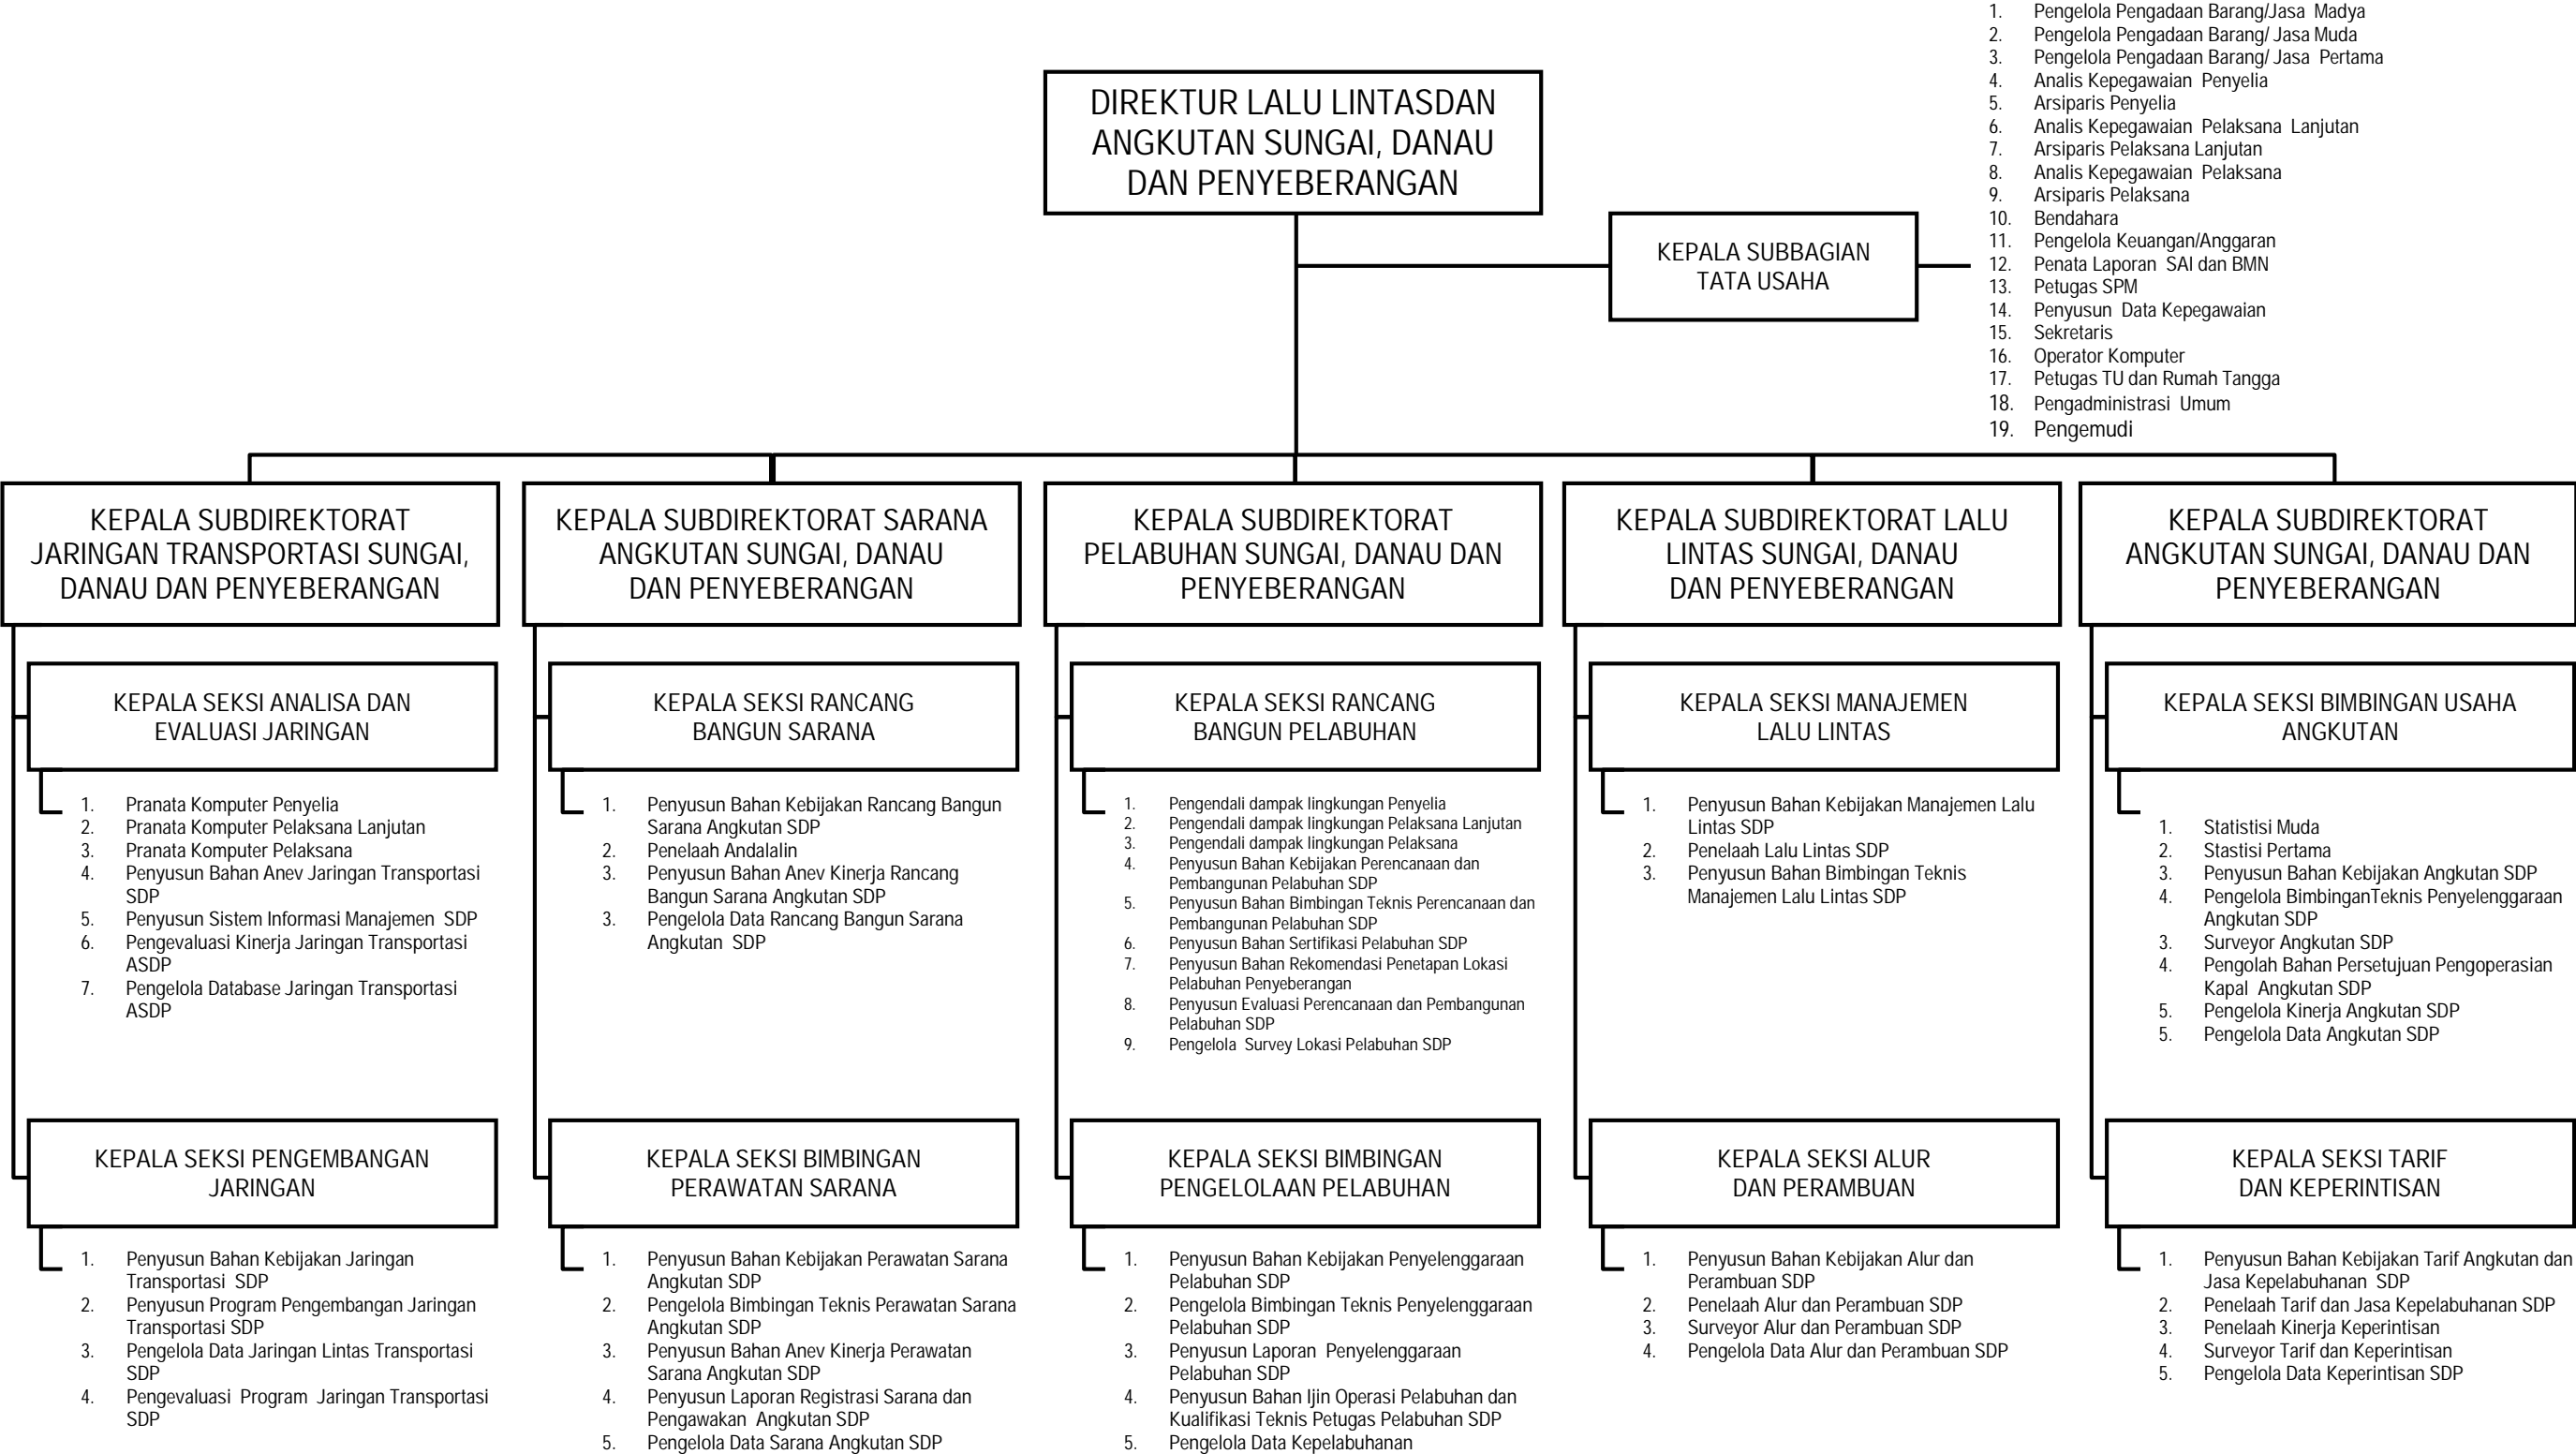 1. Pengelola Pengadaan Barang/Jasa Madya
2. Pengelola Pengadaan Barang/ Jasa Muda
3. Pengelola Pengadaan Barang/ Jasa Pertama
4. Analis Kepegawaian Penyelia
5. Arsiparis Penyelia
6. Analis Kepegawaian Pelaksana Lanjutan
7. Arsiparis Pelaksana Lanjutan
8. Analis Kepegawaian Pelaksana
9. Arsiparis Pelaksana
10. Bendahara
11. Pengelola Keuangan/Anggaran
12. Penata Laporan SAI dan BMN
13. Petugas SPM
14. Penyusun Data Kepegawaian
15. Sekretaris
16. Operator Komputer
17. Petugas TU dan Rumah Tangga
18. Pengadministrasi Umum
19. Pengemudi
DIREKTUR LALU LINTASDAN
ANGKUTAN SUNGAI, DANAU
DAN PENYEBERANGAN
KEPALA SUBBAGIAN
TATA USAHA
KEPALA SUBDIREKTORAT
JARINGAN TRANSPORTASI SUNGAI,
DANAU DAN PENYEBERANGAN
KEPALA SEKSI ANALISA DAN
EVALUASI JARINGAN
1. Pranata Komputer Penyelia
2. Pranata Komputer Pelaksana Lanjutan
3. Pranata Komputer Pelaksana
4. Penyusun Bahan Anev Jaringan Transportasi
SDP
5. Penyusun Sistem Informasi Manajemen SDP
6. Pengevaluasi Kinerja Jaringan Transportasi
ASDP
7. Pengelola Database Jaringan Transportasi
ASDP
KEPALA SEKSI PENGEMBANGAN
JARINGAN
1. Penyusun Bahan Kebijakan Jaringan
Transportasi SDP
2. Penyusun Program Pengembangan Jaringan
Transportasi SDP
3. Pengelola Data Jaringan Lintas Transportasi
SDP
4. Pengevaluasi Program Jaringan Transportasi
SDP
KEPALA SUBDIREKTORAT SARANA
ANGKUTAN SUNGAI, DANAU
DAN PENYEBERANGAN
KEPALA SEKSI RANCANG
BANGUN SARANA
1. Penyusun Bahan Kebijakan Rancang Bangun
Sarana Angkutan SDP
2. Penelaah Andalalin
3. Penyusun Bahan Anev Kinerja Rancang
Bangun Sarana Angkutan SDP
3. Pengelola Data Rancang Bangun Sarana
Angkutan SDP
KEPALA SEKSI BIMBINGAN
PERAWATAN SARANA
1. Penyusun Bahan Kebijakan Perawatan Sarana
Angkutan SDP
2. Pengelola Bimbingan Teknis Perawatan Sarana
Angkutan SDP
3. Penyusun Bahan Anev Kinerja Perawatan
Sarana Angkutan SDP
4. Penyusun Laporan Registrasi Sarana dan
Pengawakan Angkutan SDP
5. Pengelola Data Sarana Angkutan SDP
KEPALA SUBDIREKTORAT
PELABUHAN SUNGAI, DANAU DAN
PENYEBERANGAN
KEPALA SEKSI RANCANG
BANGUN PELABUHAN
1. Pengendali dampak lingkungan Penyelia
2. Pengendali dampak lingkungan Pelaksana Lanjutan
3. Pengendali dampak lingkungan Pelaksana
4. Penyusun Bahan Kebijakan Perencanaan dan
Pembangunan Pelabuhan SDP
5. Penyusun Bahan Bimbingan Teknis Perencanaan dan
Pembangunan Pelabuhan SDP
6. Penyusun Bahan Sertifikasi Pelabuhan SDP
7. Penyusun Bahan Rekomendasi Penetapan Lokasi
Pelabuhan Penyeberangan
8. Penyusun Evaluasi Perencanaan dan Pembangunan
Pelabuhan SDP
9. Pengelola Survey Lokasi Pelabuhan SDP
KEPALA SEKSI BIMBINGAN
PENGELOLAAN PELABUHAN
1. Penyusun Bahan Kebijakan Penyelenggaraan
Pelabuhan SDP
2. Pengelola Bimbingan Teknis Penyelenggaraan
Pelabuhan SDP
3. Penyusun Laporan Penyelenggaraan
Pelabuhan SDP
4. Penyusun Bahan Ijin Operasi Pelabuhan dan
Kualifikasi Teknis Petugas Pelabuhan SDP
5. Pengelola Data Kepelabuhanan
KEPALA SUBDIREKTORAT LALU
LINTAS SUNGAI, DANAU
DAN PENYEBERANGAN
KEPALA SEKSI MANAJEMEN
LALU LINTAS
1. Penyusun Bahan Kebijakan Manajemen Lalu
Lintas SDP
2. Penelaah Lalu Lintas SDP
3. Penyusun Bahan Bimbingan Teknis
Manajemen Lalu Lintas SDP
KEPALA SEKSI ALUR
DAN PERAMBUAN
1. Penyusun Bahan Kebijakan Alur dan
Perambuan SDP
2. Penelaah Alur dan Perambuan SDP
3. Surveyor Alur dan Perambuan SDP
4. Pengelola Data Alur dan Perambuan SDP
KEPALA SUBDIREKTORAT
ANGKUTAN SUNGAI, DANAU DAN
PENYEBERANGAN
KEPALA SEKSI BIMBINGAN USAHA
ANGKUTAN
1. Statistisi Muda
2. Stastisi Pertama
3. Penyusun Bahan Kebijakan Angkutan SDP
4. Pengelola BimbinganTeknis Penyelenggaraan
Angkutan SDP
3. Surveyor Angkutan SDP
4. Pengolah Bahan Persetujuan Pengoperasian
Kapal Angkutan SDP
5. Pengelola Kinerja Angkutan SDP
5. Pengelola Data Angkutan SDP
KEPALA SEKSI TARIF
DAN KEPERINTISAN
1. Penyusun Bahan Kebijakan Tarif Angkutan dan
Jasa Kepelabuhanan SDP
2. Penelaah Tarif dan Jasa Kepelabuhanan SDP
3. Penelaah Kinerja Keperintisan
4. Surveyor Tarif dan Keperintisan
5. Pengelola Data Keperintisan SDP